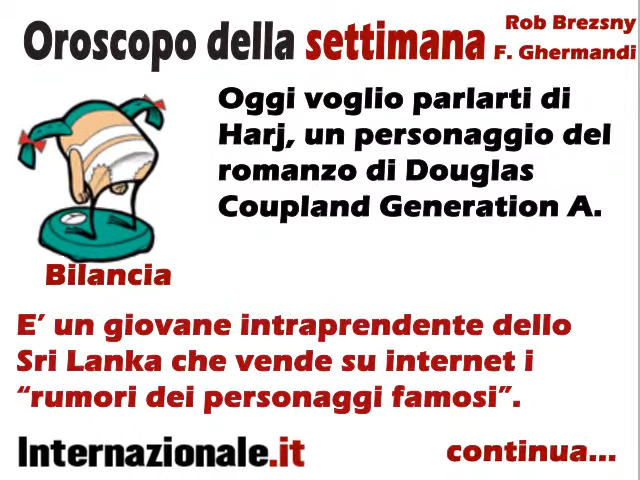 Oroscopo della settimana
Rob Brezsny
F. Ghermandi
Oggi voglio parlarti di
Harj, un personaggio del
romanzo di Douglas
Coupland Generation A.
Bilancia
E' un giovane intraprendente dello
Sri Lanka che vende su internet i
“rumori dei personaggi famosi”.
Internazionale.it
continua...